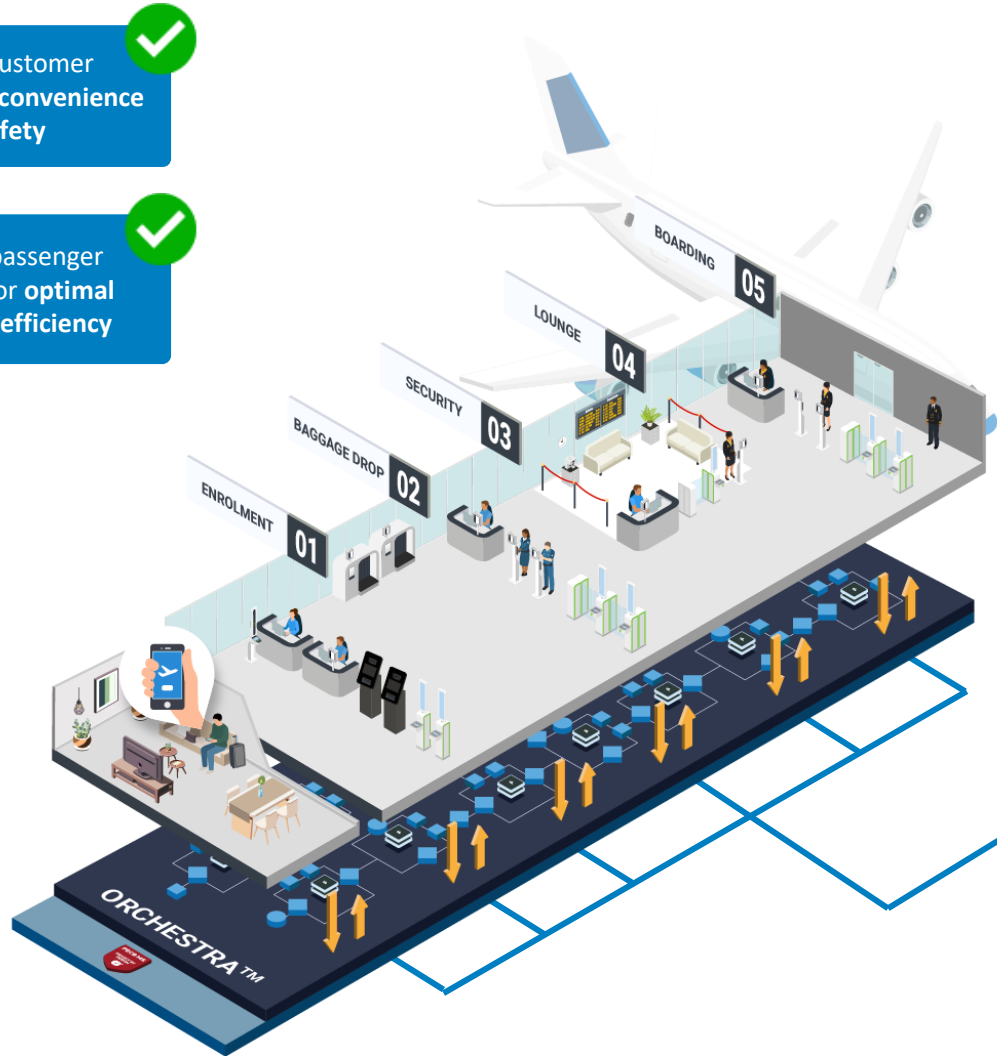 ustomer
convenience
fety
passenger
or optimal
efficiency
BOARDING 05
LOUNGE 04
SECURITY 03
BAGGAGE DROP 02
ENROLMENT 01
ORCHESTRA™